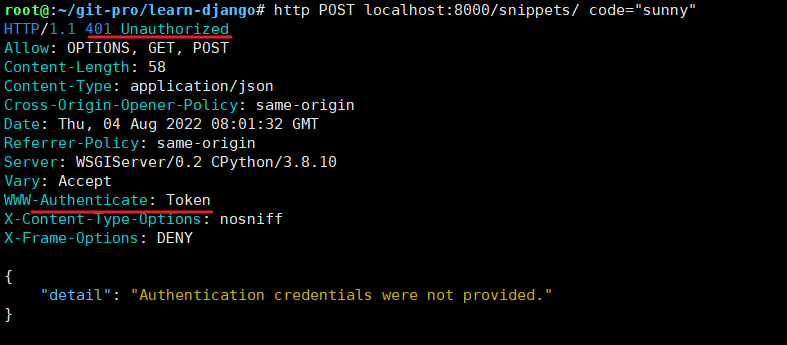 root@:~/git-pro/learn-django# http POST localhost:8000/snippets/ code="sunny"
HTTP/1.1 401 Unauthorized
Allow: OPTIONS, GET, POST
Content-Length: 58
Content-Type: application/json
Cross-Origin-Opener-Policy: same-origin
Date: Thu, 04 Aug 2022 08:01:32 GMT
Referrer-Policy: same-origin
Server: WSGIServer/0.2 CPython/3.8.10
Vary: Accept
WWW-Authenticate: Token
X-Content-Type-Options: nosniff
X-Frame-Options: DENY
{
    "detail": "Authentication credentials were not provided."
}